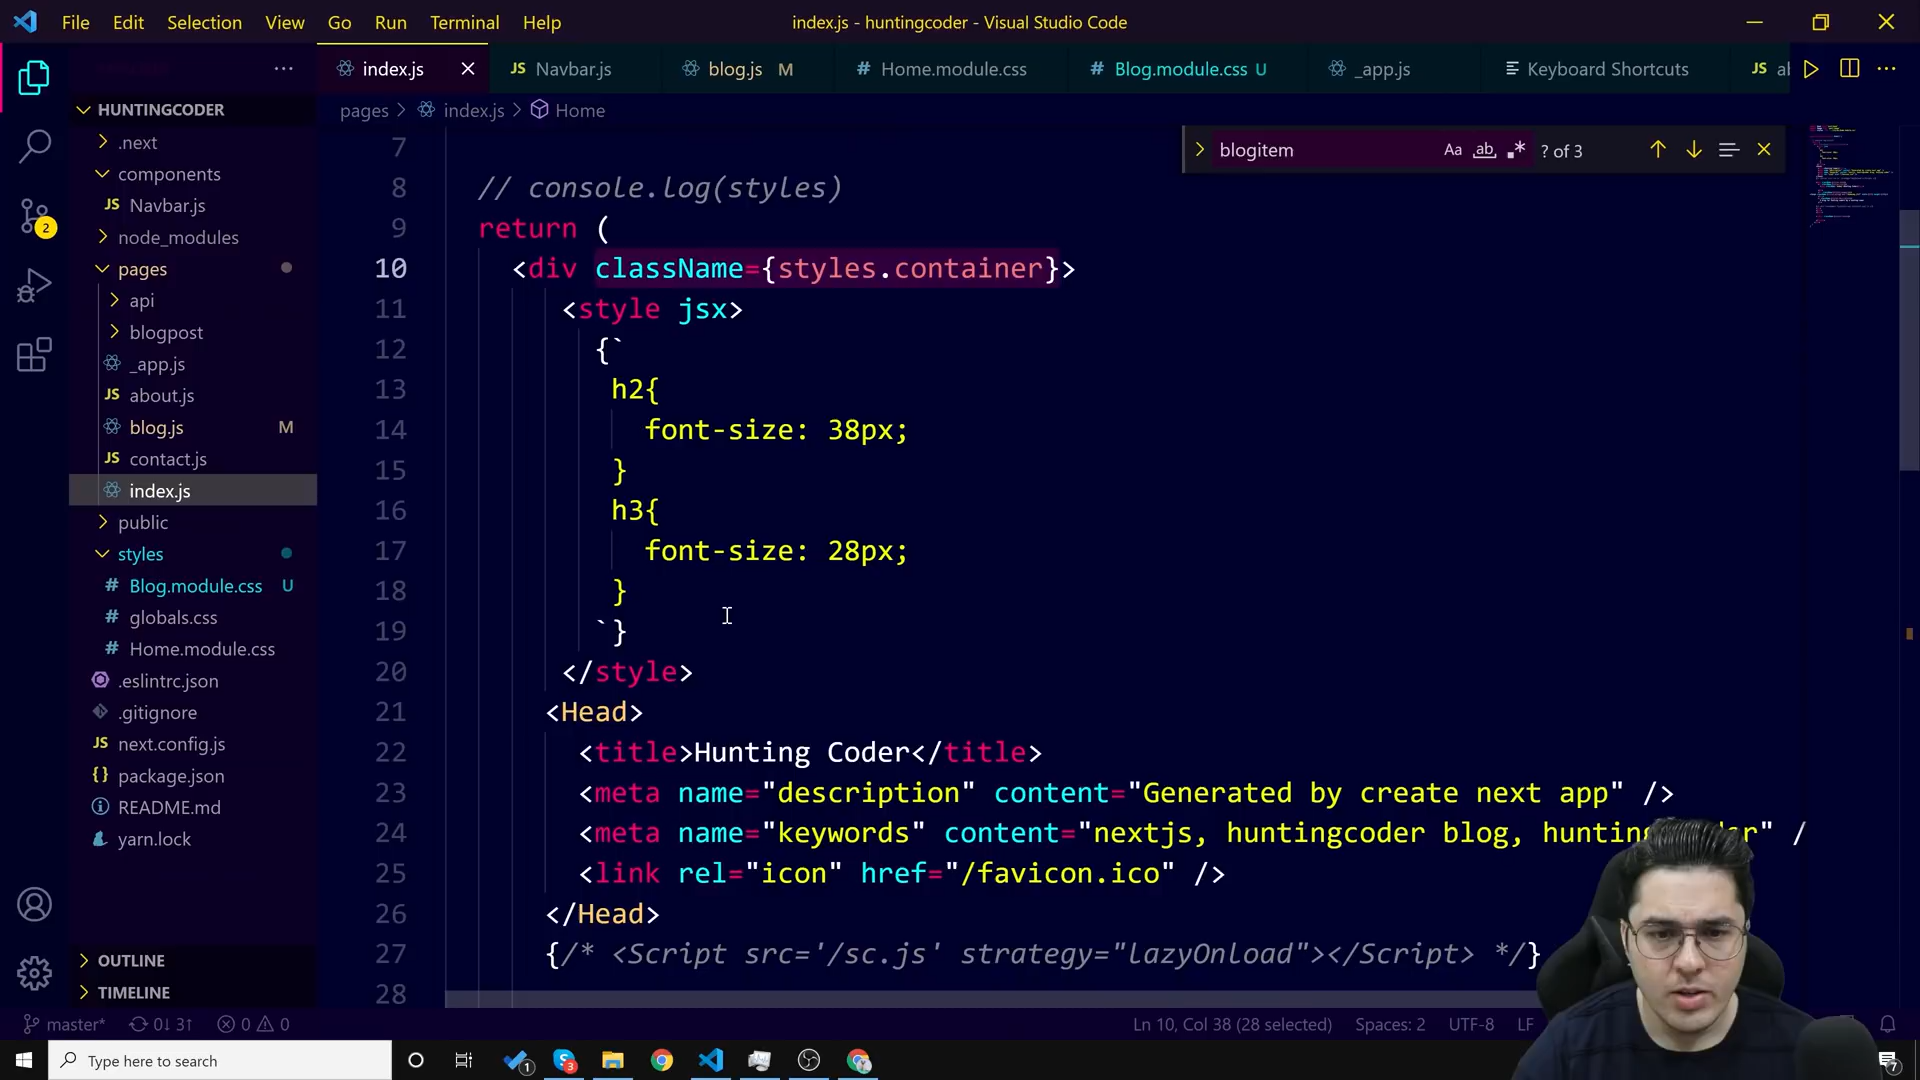 File Edit Selection View Go Run Terminal Help
index.js - huntingcoder - Visual Studio Code
index.js
Navbar.js
blog.js M
Home.module.css
Blog.module.css U
_app.js
Keyboard Shortcuts
pages > index.js > Home
blogitem Aa ab ? of 3
HUNTINGCODER
.next
components
Navbar.js
node_modules
pages
api
blogpost
_app.js
about.js
blog.js M
contact.js
index.js
public
styles
Blog.module.css U
globals.css
Home.module.css
.eslintrc.json
.gitignore
next.config.js
package.json
README.md
yarn.lock
OUTLINE
TIMELINE
7
8 // console.log(styles)
9 return (
10 <div className={styles.container}>
11 <style jsx>
12 {`
13 h2{
14 font-size: 38px;
15 }
16 h3{
17 font-size: 28px;
18 }
19 `}
20 </style>
21 <Head>
22 <title>Hunting Coder</title>
23 <meta name="description" content="Generated by create next app" />
24 <meta name="keywords" content="nextjs, huntingcoder blog, /
25 <link rel="icon" href="/favicon.ico" />
26 </Head>
27 {/* <Script src='/sc.js' strategy="lazyOnload"></Script> */}
28
2
master* 0↓ 3↑ 0 0
Ln 10, Col 38 (28 selected) Spaces: 2 UTF-8 LF
Type here to search
1
3
7